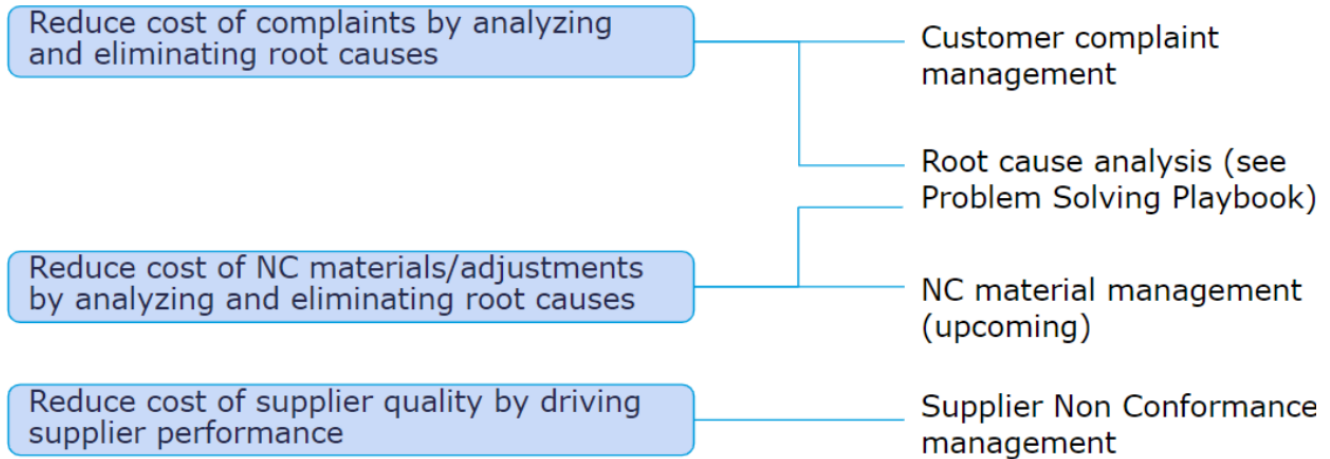 Reduce cost of complaints by analyzing
and eliminating root causes
Customer complaint
management
Root cause analysis (see
Problem Solving Playbook)
Reduce cost of NC materials/adjustments
by analyzing and eliminating root causes
NC material management
(upcoming)
Reduce cost of supplier quality by driving
supplier performance
Supplier Non Conformance
management